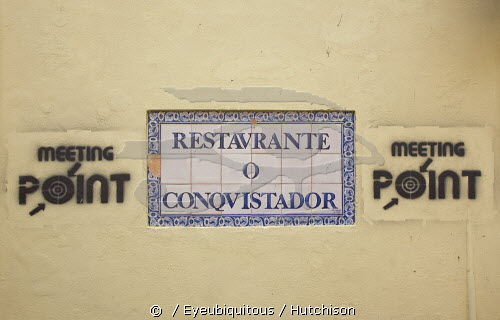 MEETING
POINT
RESTAVRANTE
O
CONQVISTADOR
MEETING
POINT
© / Eyeubiquitous / Hutchison